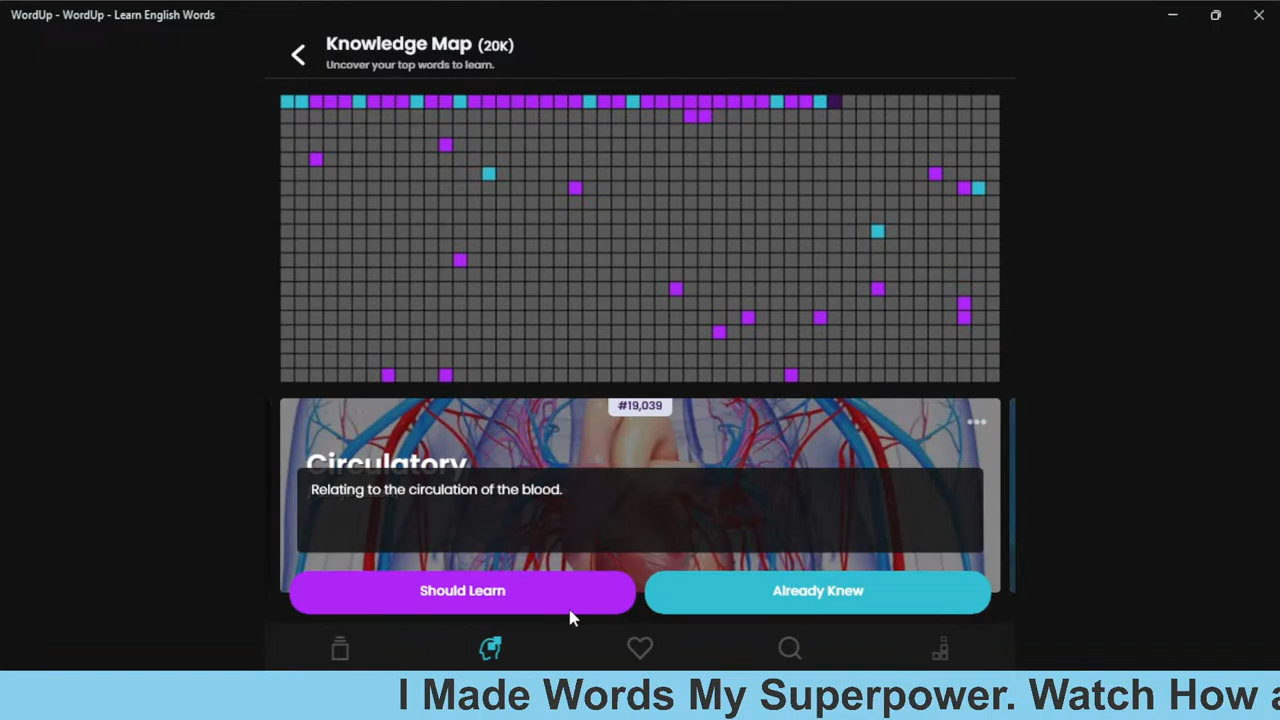 WordUp - WordUp - Learn English Words
Knowledge Map (20K)
Uncover your top words to learn.
#19,039
Circulatory
Relating to the circulation of the blood.
Should Learn
Already Knew
I Made Words My Superpower. Watch How a